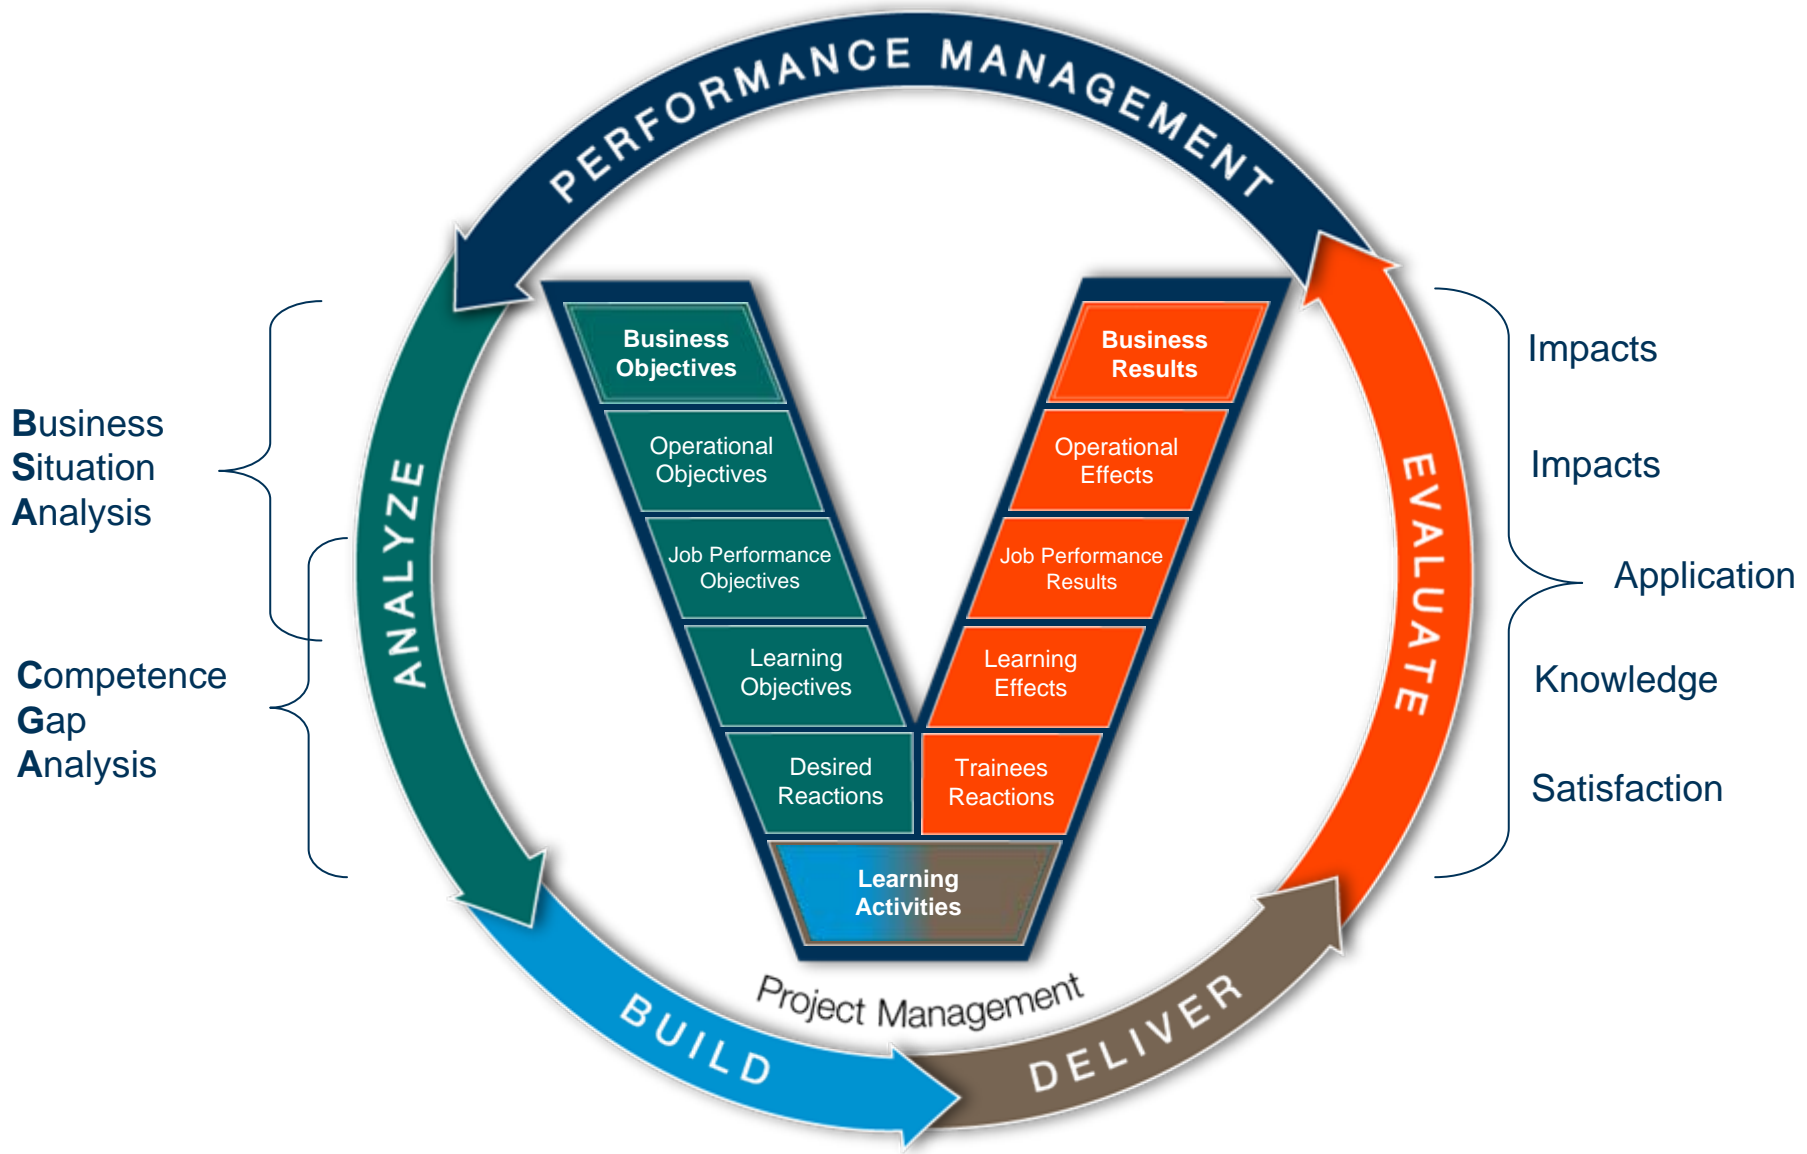 PERFORMANCE MANAGEMENT
Business
Objectives
Business
Results
Impacts
Business
Situation
Analysis
Operational
Objectives
Operational
Effects
Impacts
ANALYZE
EVALUATE
Job Performance
Objectives
Job Performance
Results
Application
Competence
Gap
Analysis
Learning
Objectives
Learning
Effects
Knowledge
Desired
Reactions
Trainees
Reactions
Satisfaction
Learning
Activities
Project Management
BUILD
DELIVER